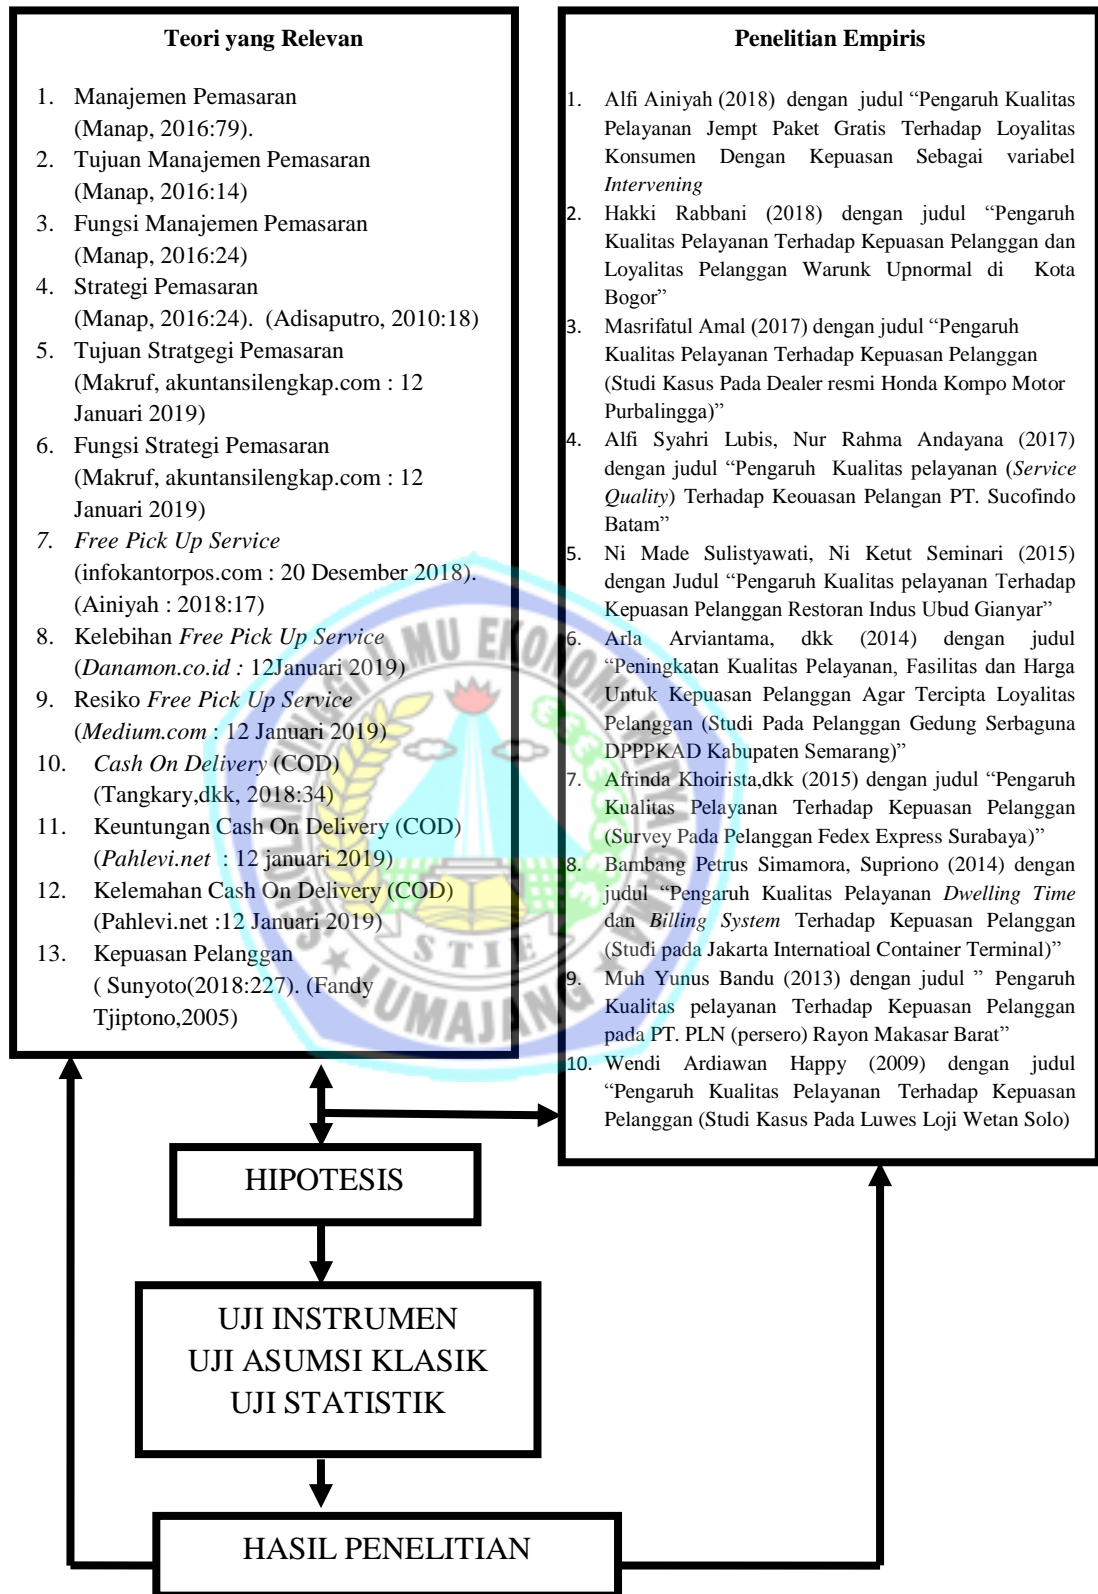 Teori yang Relevan
1. Manajemen Pemasaran
(Manap, 2016:79).
2. Tujuan Manajemen Pemasaran
(Manap, 2016:14)
3. Fungsi Manajemen Pemasaran
(Manap, 2016:24)
4. Strategi Pemasaran
(Manap, 2016:24). (Adisaputro, 2010:18)
5. Tujuan Stratgegi Pemasaran
(Makruf, akuntansilengkap.com : 12
Januari 2019)
6. Fungsi Strategi Pemasaran
(Makruf, akuntansilengkap.com : 12
Januari 2019)
7. Free Pick Up Service
(infokantorpos.com : 20 Desember 2018).
(Ainiyah : 2018:17)
8. Kelebihan Free Pick Up Service
(Danamon.co.id : 12Januari 2019)
9. Resiko Free Pick Up Service
(Medium.com : 12 Januari 2019)
10. Cash On Delivery (COD)
(Tangkary,dkk, 2018:34)
11. Keuntungan Cash On Delivery (COD)
(Pahlevi.net : 12 januari 2019)
12. Kelemahan Cash On Delivery (COD)
(Pahlevi.net :12 Januari 2019)
13. Kepuasan Pelanggan
( Sunyoto(2018:227). (Fandy
Tjiptono,2005)
Penelitian Empiris
1. Alfi Ainiyah (2018) dengan judul “Pengaruh Kualitas
Pelayanan Jempt Paket Gratis Terhadap Loyalitas
Konsumen Dengan Kepuasan Sebagai variabel
Intervening
2. Hakki Rabbani (2018) dengan judul “Pengaruh
Kualitas Pelayanan Terhadap Kepuasan Pelanggan dan
Loyalitas Pelanggan Warunk Upnormal di Kota
Bogor”
3. Masrifatul Amal (2017) dengan judul “Pengaruh
Kualitas Pelayanan Terhadap Kepuasan Pelanggan
(Studi Kasus Pada Dealer resmi Honda Kompo Motor
Purbalingga)”
4. Alfi Syahri Lubis, Nur Rahma Andayana (2017)
dengan judul “Pengaruh Kualitas pelayanan (Service
Quality) Terhadap Keouasan Pelangan PT. Sucofindo
Batam”
5. Ni Made Sulistyawati, Ni Ketut Seminari (2015)
dengan Judul “Pengaruh Kualitas pelayanan Terhadap
Kepuasan Pelanggan Restoran Indus Ubud Gianyar”
6. Arla Arviantama, dkk (2014) dengan judul
“Peningkatan Kualitas Pelayanan, Fasilitas dan Harga
Untuk Kepuasan Pelanggan Agar Tercipta Loyalitas
Pelanggan (Studi Pada Pelanggan Gedung Serbaguna
DPPPKAD Kabupaten Semarang)”
7. Afrinda Khoirista,dkk (2015) dengan judul “Pengaruh
Kualitas Pelayanan Terhadap Kepuasan Pelanggan
(Survey Pada Pelanggan Fedex Express Surabaya)”
8. Bambang Petrus Simamora, Supriono (2014) dengan
judul “Pengaruh Kualitas Pelayanan Dwelling Time
dan Billing System Terhadap Kepuasan Pelanggan
(Studi pada Jakarta Internatioal Container Terminal)”
9. Muh Yunus Bandu (2013) dengan judul ” Pengaruh
Kualitas pelayanan Terhadap Kepuasan Pelanggan
pada PT. PLN (persero) Rayon Makasar Barat”
10. Wendi Ardiawan Happy (2009) dengan judul
“Pengaruh Kualitas Pelayanan Terhadap Kepuasan
Pelanggan (Studi Kasus Pada Luwes Loji Wetan Solo)
STIE
LUMAJANG
HIPOTESIS
UJI INSTRUMEN
UJI ASUMSI KLASIK
UJI STATISTIK
HASIL PENELITIAN